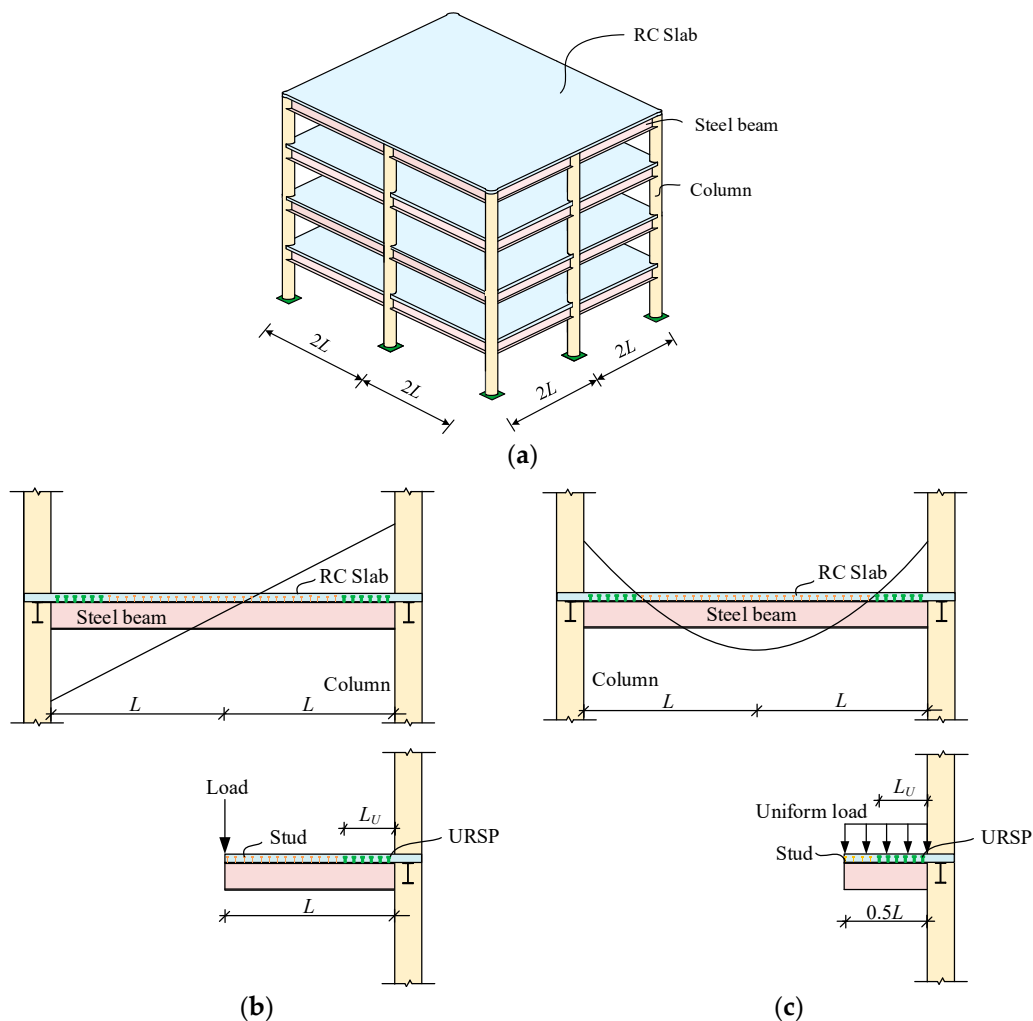 RC Slab
Steel beam
Column
2L
2L
2L
2L
(a)
RC Slab
Steel beam
Column
L
L
RC Slab
Steel beam
Column
L
L
Load
L_U
Stud
URSP
L
(b)
L_U
Uniform load
URSP
Stud
0.5L
(c)